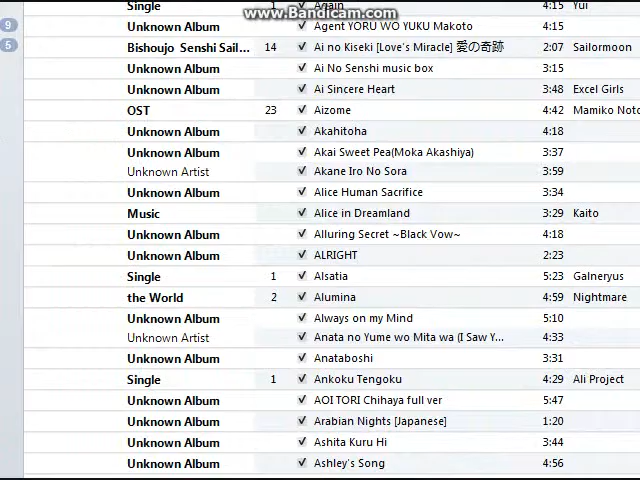 www.Bandicam.com
Single 1 Again 4:15 Yui
Unknown Album Agent YORU WO YUKU Makoto 4:15
9
Bishoujo Senshi Sail... 14 Ai no Kiseki [Love's Miracle] 愛の奇跡 2:07 Sailormoon
5
Unknown Album Ai No Senshi music box 3:15
Unknown Album Ai Sincere Heart 3:48 Excel Girls
OST 23 Aizome 4:42 Mamiko Noto
Unknown Album Akahitoha 4:18
Unknown Album Akai Sweet Pea(Moka Akashiya) 3:37
Unknown Artist Akane Iro No Sora 3:59
Unknown Album Alice Human Sacrifice 3:34
Music Alice in Dreamland 3:29 Kaito
Unknown Album Alluring Secret ~Black Vow~ 4:18
Unknown Album ALRIGHT 2:23
Single 1 Alsatia 5:23 Galneryus
the World 2 Alumina 4:59 Nightmare
Unknown Album Always on my Mind 5:10
Unknown Artist Anata no Yume wo Mita wa (I Saw Y... 4:33
Unknown Album Anataboshi 3:31
Single 1 Ankoku Tengoku 4:29 Ali Project
Unknown Album AOI TORI Chihaya full ver 5:47
Unknown Album Arabian Nights [Japanese] 1:20
Unknown Album Ashita Kuru Hi 3:44
Unknown Album Ashley's Song 4:56